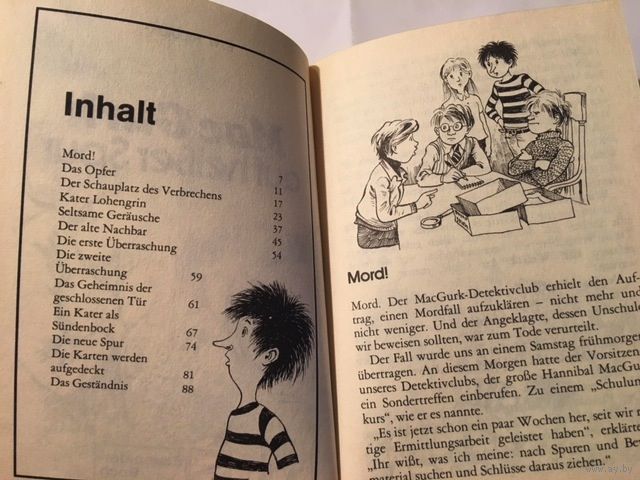 Inhalt
Mord! 7
Das Opfer 11
Der Schauplatz des Verbrechens 17
Kater Lohengrin 23
Seltsame Geräusche 37
Der alte Nachbar 45
Die erste Überraschung 54
Die zweite
Überraschung 59
Das Geheimnis der
geschlossenen Tür 61
Ein Kater als
Sündenbock 67
Die neue Spur 74
Die Karten werden
aufgedeckt 81
Das Geständnis 88
Mord!
Mord. Der MacGurk-Detektivclub erhielt den Auf-
trag, einen Mordfall aufzuklären – nicht mehr und
nicht weniger. Und der Angeklagte, dessen Unschul
wir beweisen sollten, war zum Tode verurteilt.
Der Fall wurde uns an einem Samstag frühmorgen
übertragen. An diesem Morgen hatte der Vorsitzen
unseres Detektivclubs, der große Hannibal MacGu
ein Sondertreffen einberufen. Zu einem „Schulun
kurs", wie er es nannte.
„Es ist jetzt schon ein paar Wochen her, seit wir
tige Ermittlungsarbeit geleistet haben", erklärte
„Ihr wißt, was ich meine: nach Spuren und Be
material suchen und Schlüsse daraus ziehen."
www.ay.by